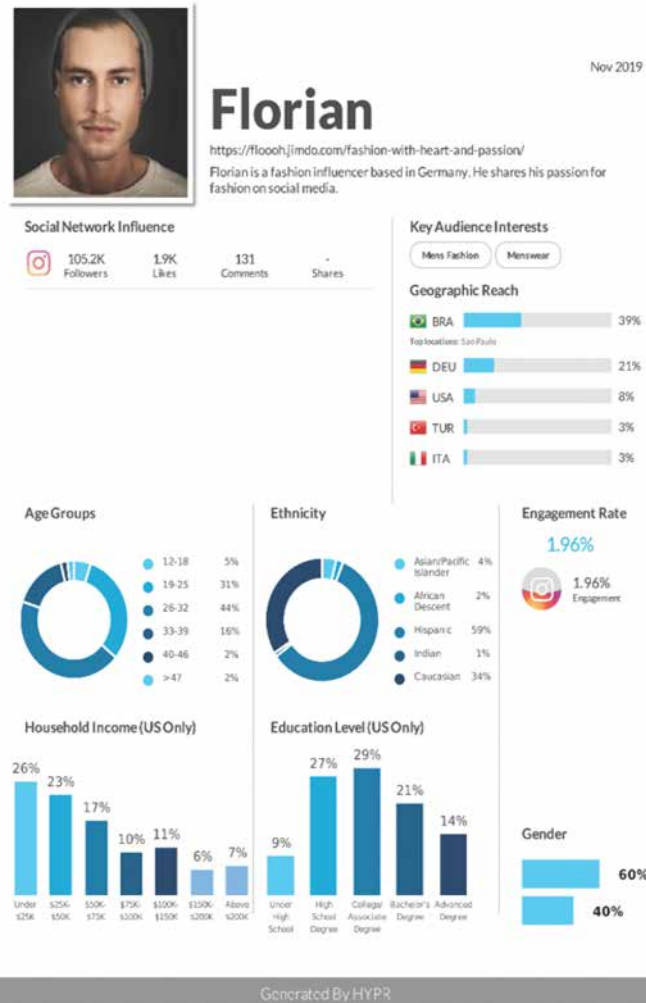 Nov 2019
Florian
https://floooh.jimdo.com/fashion-with-heart-and-passion/
Florian is a fashion influencer based in Germany. He shares his passion for
fashion on social media.
Social Network Influence
105.2K
Followers
1.9K
Likes
131
Comments
-
Shares
Key Audience Interests
Mens Fashion
Menswear
Geographic Reach
BRA 39%
Top locations: Sao Paulo
DEU 21%
USA 8%
TUR 3%
ITA 3%
Age Groups
12-18 5%
19-25 31%
26-32 44%
33-39 16%
40-46 2%
>47 2%
Ethnicity
Asian/Pacific 4%
Islander
African 2%
Descent
Hispanic 59%
Indian 1%
Caucasian 34%
Engagement Rate
1.96%
1.96%
Engagement
Household Income (US Only)
26% 23% 17% 10% 11% 6% 7%
Under $25K- $50K- $75K- $100K- $150K- Above
$25K $50K $75K $100K $150K $200K $200K
Education Level (US Only)
9% 27% 29% 21% 14%
Under High College/ Bachelor's Advanced
High School Associate Degree Degree
School Degree Degree
Gender
60%
40%
Generated By HYPR